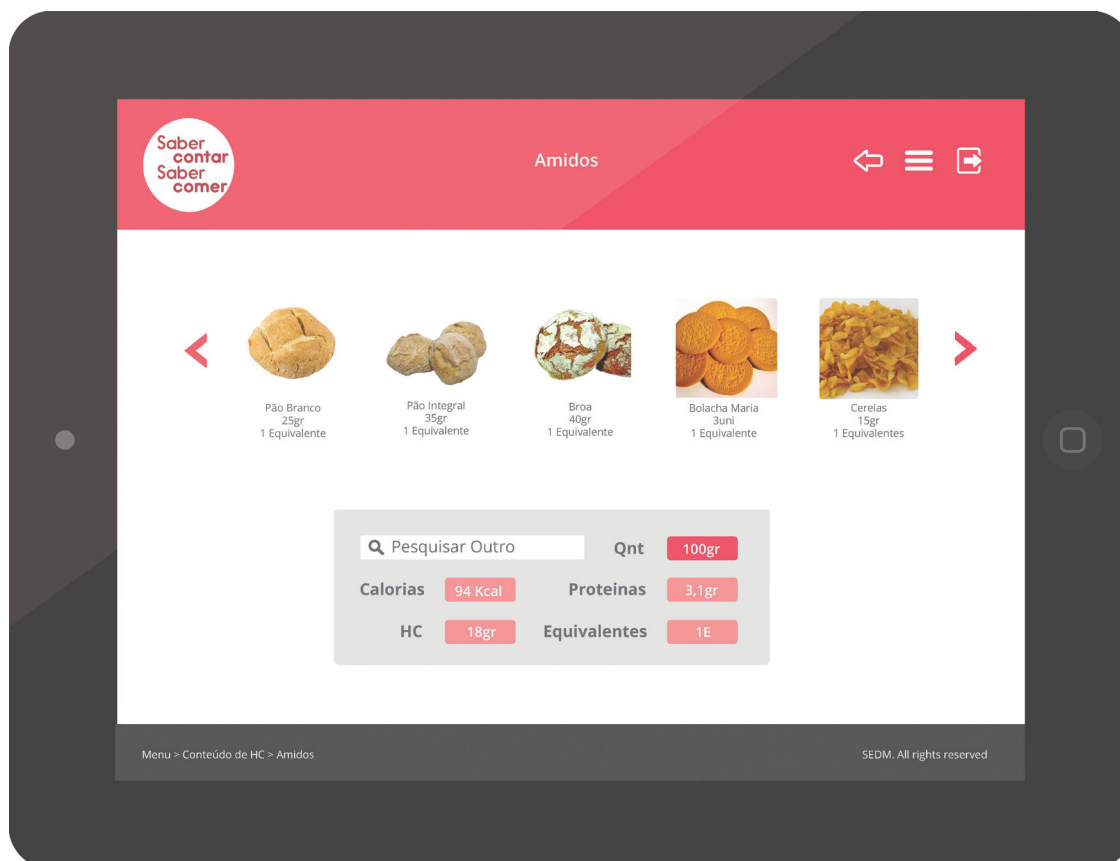 Saber
contar
Saber
comer
Amidos
Pão Branco
25gr
1 Equivalente
Pão Integral
35gr
1 Equivalente
Broa
40gr
1 Equivalente
Bolacha Maria
3uni
1 Equivalente
Cereias
15gr
1 Equivalentes
Pesquisar Outro
Qnt 100gr
Calorias 94 Kcal Proteinas 3,1gr
HC 18gr Equivalentes 1E
Menu > Conteúdo de HC > Amidos
SEDM. All rights reserved